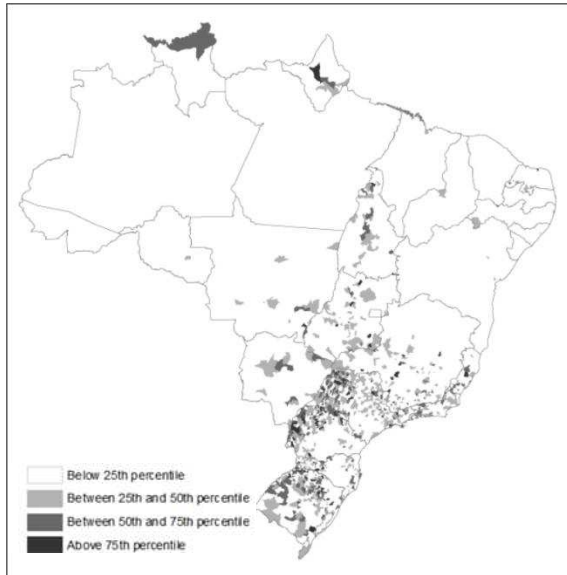 Below 25th percentile
Between 25th and 50th percentile
Between 50th and 75th percentile
Above 75th percentile